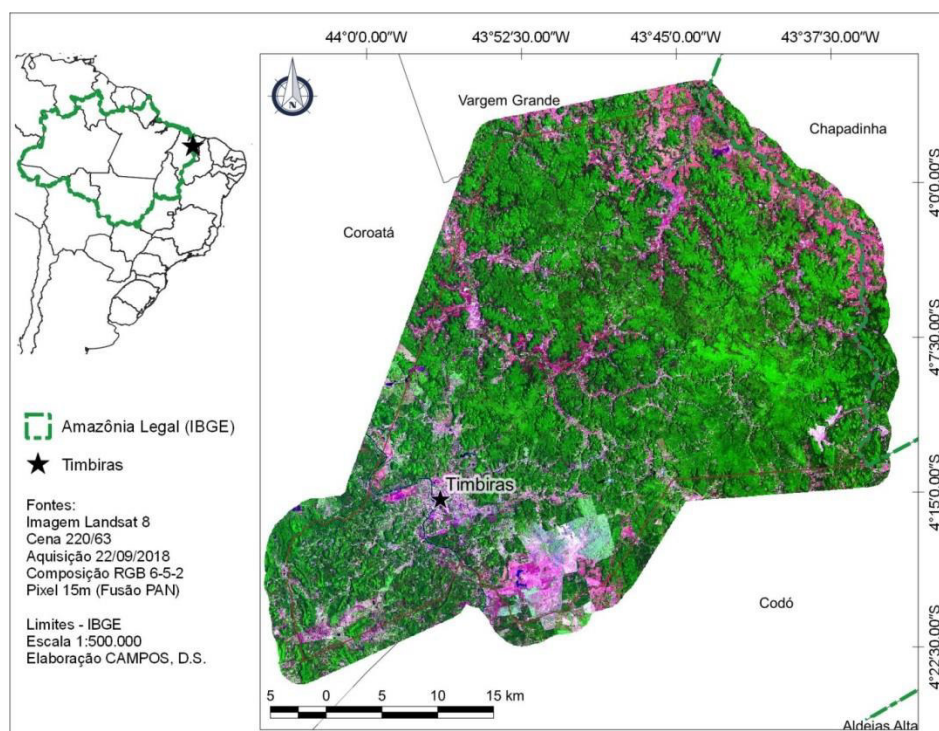 44°0'0.00"W
43°52'30.00"W
43°45'0.00"W
43°37'30.00"W
Vargem Grande
Chapadinha
N
4°0'0.00"S
Coroatá
4°7'30.00"S
Amazônia Legal (IBGE)
Timbiras
Timbiras
4°15'0.00"S
Fontes:
Imagem Landsat 8
Cena 220/63
Aquisição 22/09/2018
Composição RGB 6-5-2
Pixel 15m (Fusão PAN)
Codó
Limites - IBGE
Escala 1:500.000
Elaboração CAMPOS, D.S.
4°22'30.00"S
5 0 5 10 15 km
Aldeias Alta